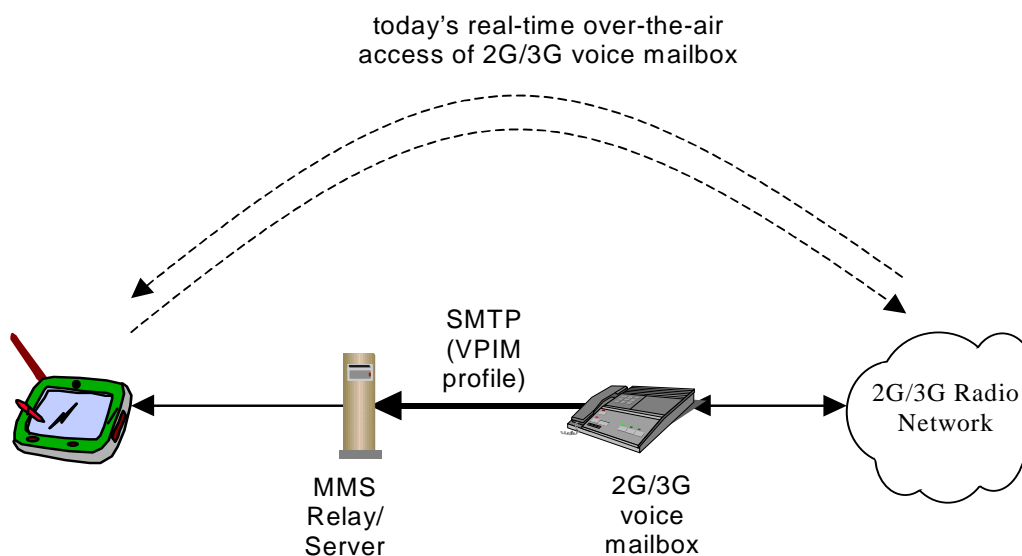 today's real-time over-the-air
access of 2G/3G voice mailbox
SMTP
(VPIM
profile)
2G/3G Radio
Network
MMS
Relay/
Server
2G/3G
voice
mailbox